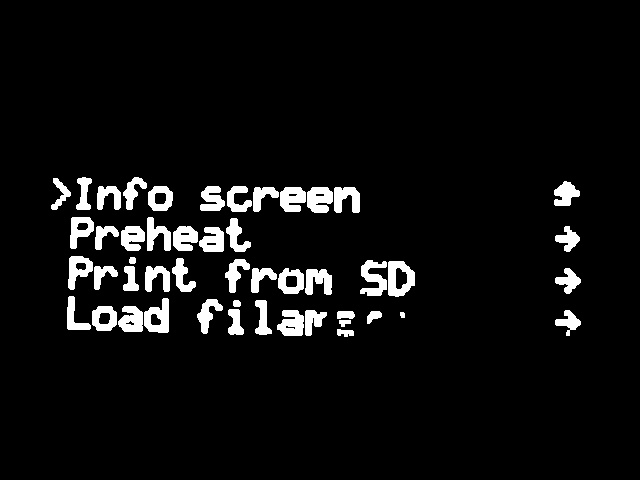 >Info screen ↑
Preheat →
Print from SD →
Load →